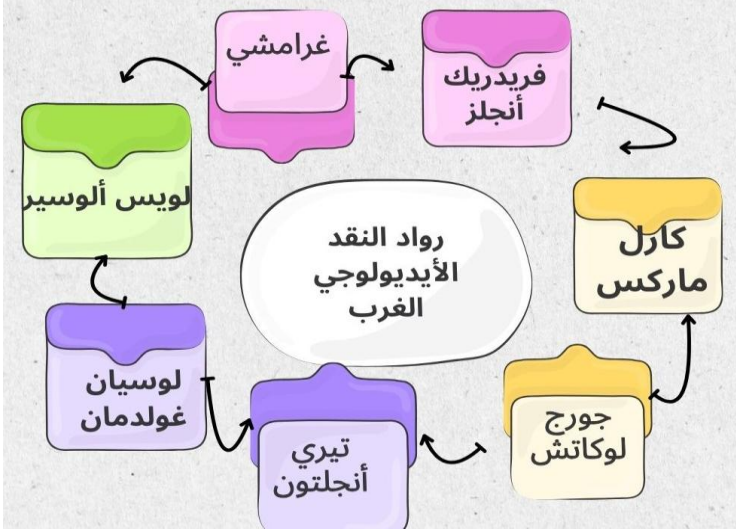 غرامشي
فريدريك
أنجلز
لويس ألوسير
رواد النقد
الأيديولوجي
الغرب
كارل
ماركس
لوسيان
غولدمان
جورج
لوكاتش
تيري
أنجلتون